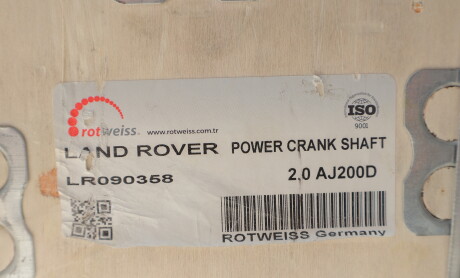 rotweiss. www.rotweiss.com.tr
ISO
9001
LAND ROVER POWER CRANK SHAFT
LR090358 2,0 AJ200D
ROTWEISS Germany